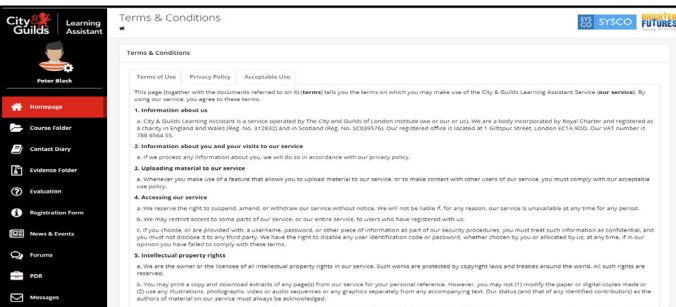 City & Guilds
Learning Assistant
Peter Black
Homepage
Course Folder
Contact Diary
Evidence Folder
Evaluation
Registration Form
News & Events
Forums
PDR
Messages
Terms & Conditions
SYS CO SYSCO
BRIGHTER FUTURES
Terms & Conditions
Terms of Use Privacy Policy Acceptable Use
This page (together with the documents referred to on it) (terms) tells you the terms on which you may make use of the City & Guilds Learning Assistant Service (our service). By
using our service, you agree to these terms.
1. Information about us
a. City & Guilds Learning Assistant is a service operated by The City and Guilds of London Institute (we or our or us). We are a body incorporated by Royal Charter and registered as
a charity in England and Wales (Reg. No. 312832) and in Scotland (Reg. No. SC039576). Our registered office is located at 1 Giltspur Street, London EC1A 9DD. Our VAT number is
788 6564 55.
2. Information about you and your visits to our service
a. If we process any information about you, we will do so in accordance with our privacy policy.
3. Uploading material to our service
a. Whenever you make use of a feature that allows you to upload material to our service, or to make contact with other users of our service, you must comply with our acceptable
use policy.
4. Accessing our service
a. We reserve the right to suspend, amend, or withdraw our service without notice. We will not be liable if, for any reason, our service is unavailable at any time for any period.
b. We may restrict access to some parts of our service, or our entire service, to users who have registered with us.
c. If you choose, or are provided with, a username, password, or other piece of information as part of our security procedures, you must treat such information as confidential, and
you must not disclose it to any third party. We have the right to disable any user identification code or password, whether chosen by you or allocated by us, at any time, if in our
opinion you have failed to comply with these terms.
5. Intellectual property rights
a. We are the owner or the licensee of all intellectual property rights in our service. Such works are protected by copyright laws and treaties around the world. All such rights are
reserved.
b. You may print a copy and download extracts of any page(s) from our service for your personal reference. However, you may not (1) modify the paper or digital copies made or
(2) use any illustrations, photographs, video or audio sequences or any graphics separately from any accompanying text. Our status (and that of any identified contributors) as the
authors of material on our service must always be acknowledged.